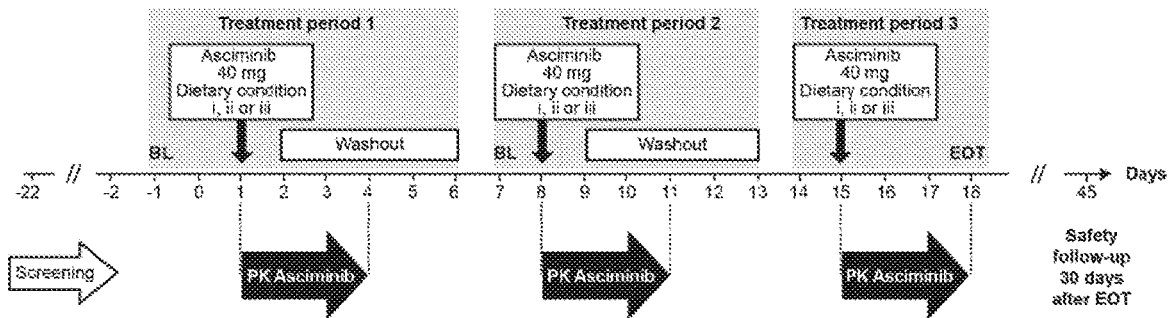 Treatment period 1
Treatment period 2
Treatment period 3
Asciminib
40 mg
Dietary condition
i, ii or iii
Asciminib
40 mg
Dietary condition
i, ii or iii
Asciminib
40 mg
Dietary condition
i, ii or iii
BL
Washout
BL
Washout
EOT
-22 // -2 -1 0 1 2 3 4 5 6 7 8 9 10 11 12 13 14 15 16 17 18 // 45 Days
Screening
PK Asciminib
PK Asciminib
PK Asciminib
Safety
follow-up
30 days
after EOT